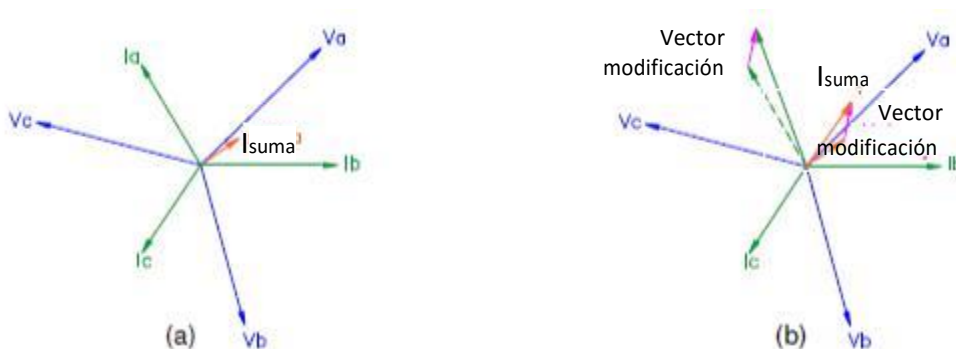 Va
Ia
Vc
Isuma
Ib
Ic
Vb
(a)
Vector
modificación
Va
Isuma
Vector
modificación
Vc
Ib
Ic
Vb
(b)